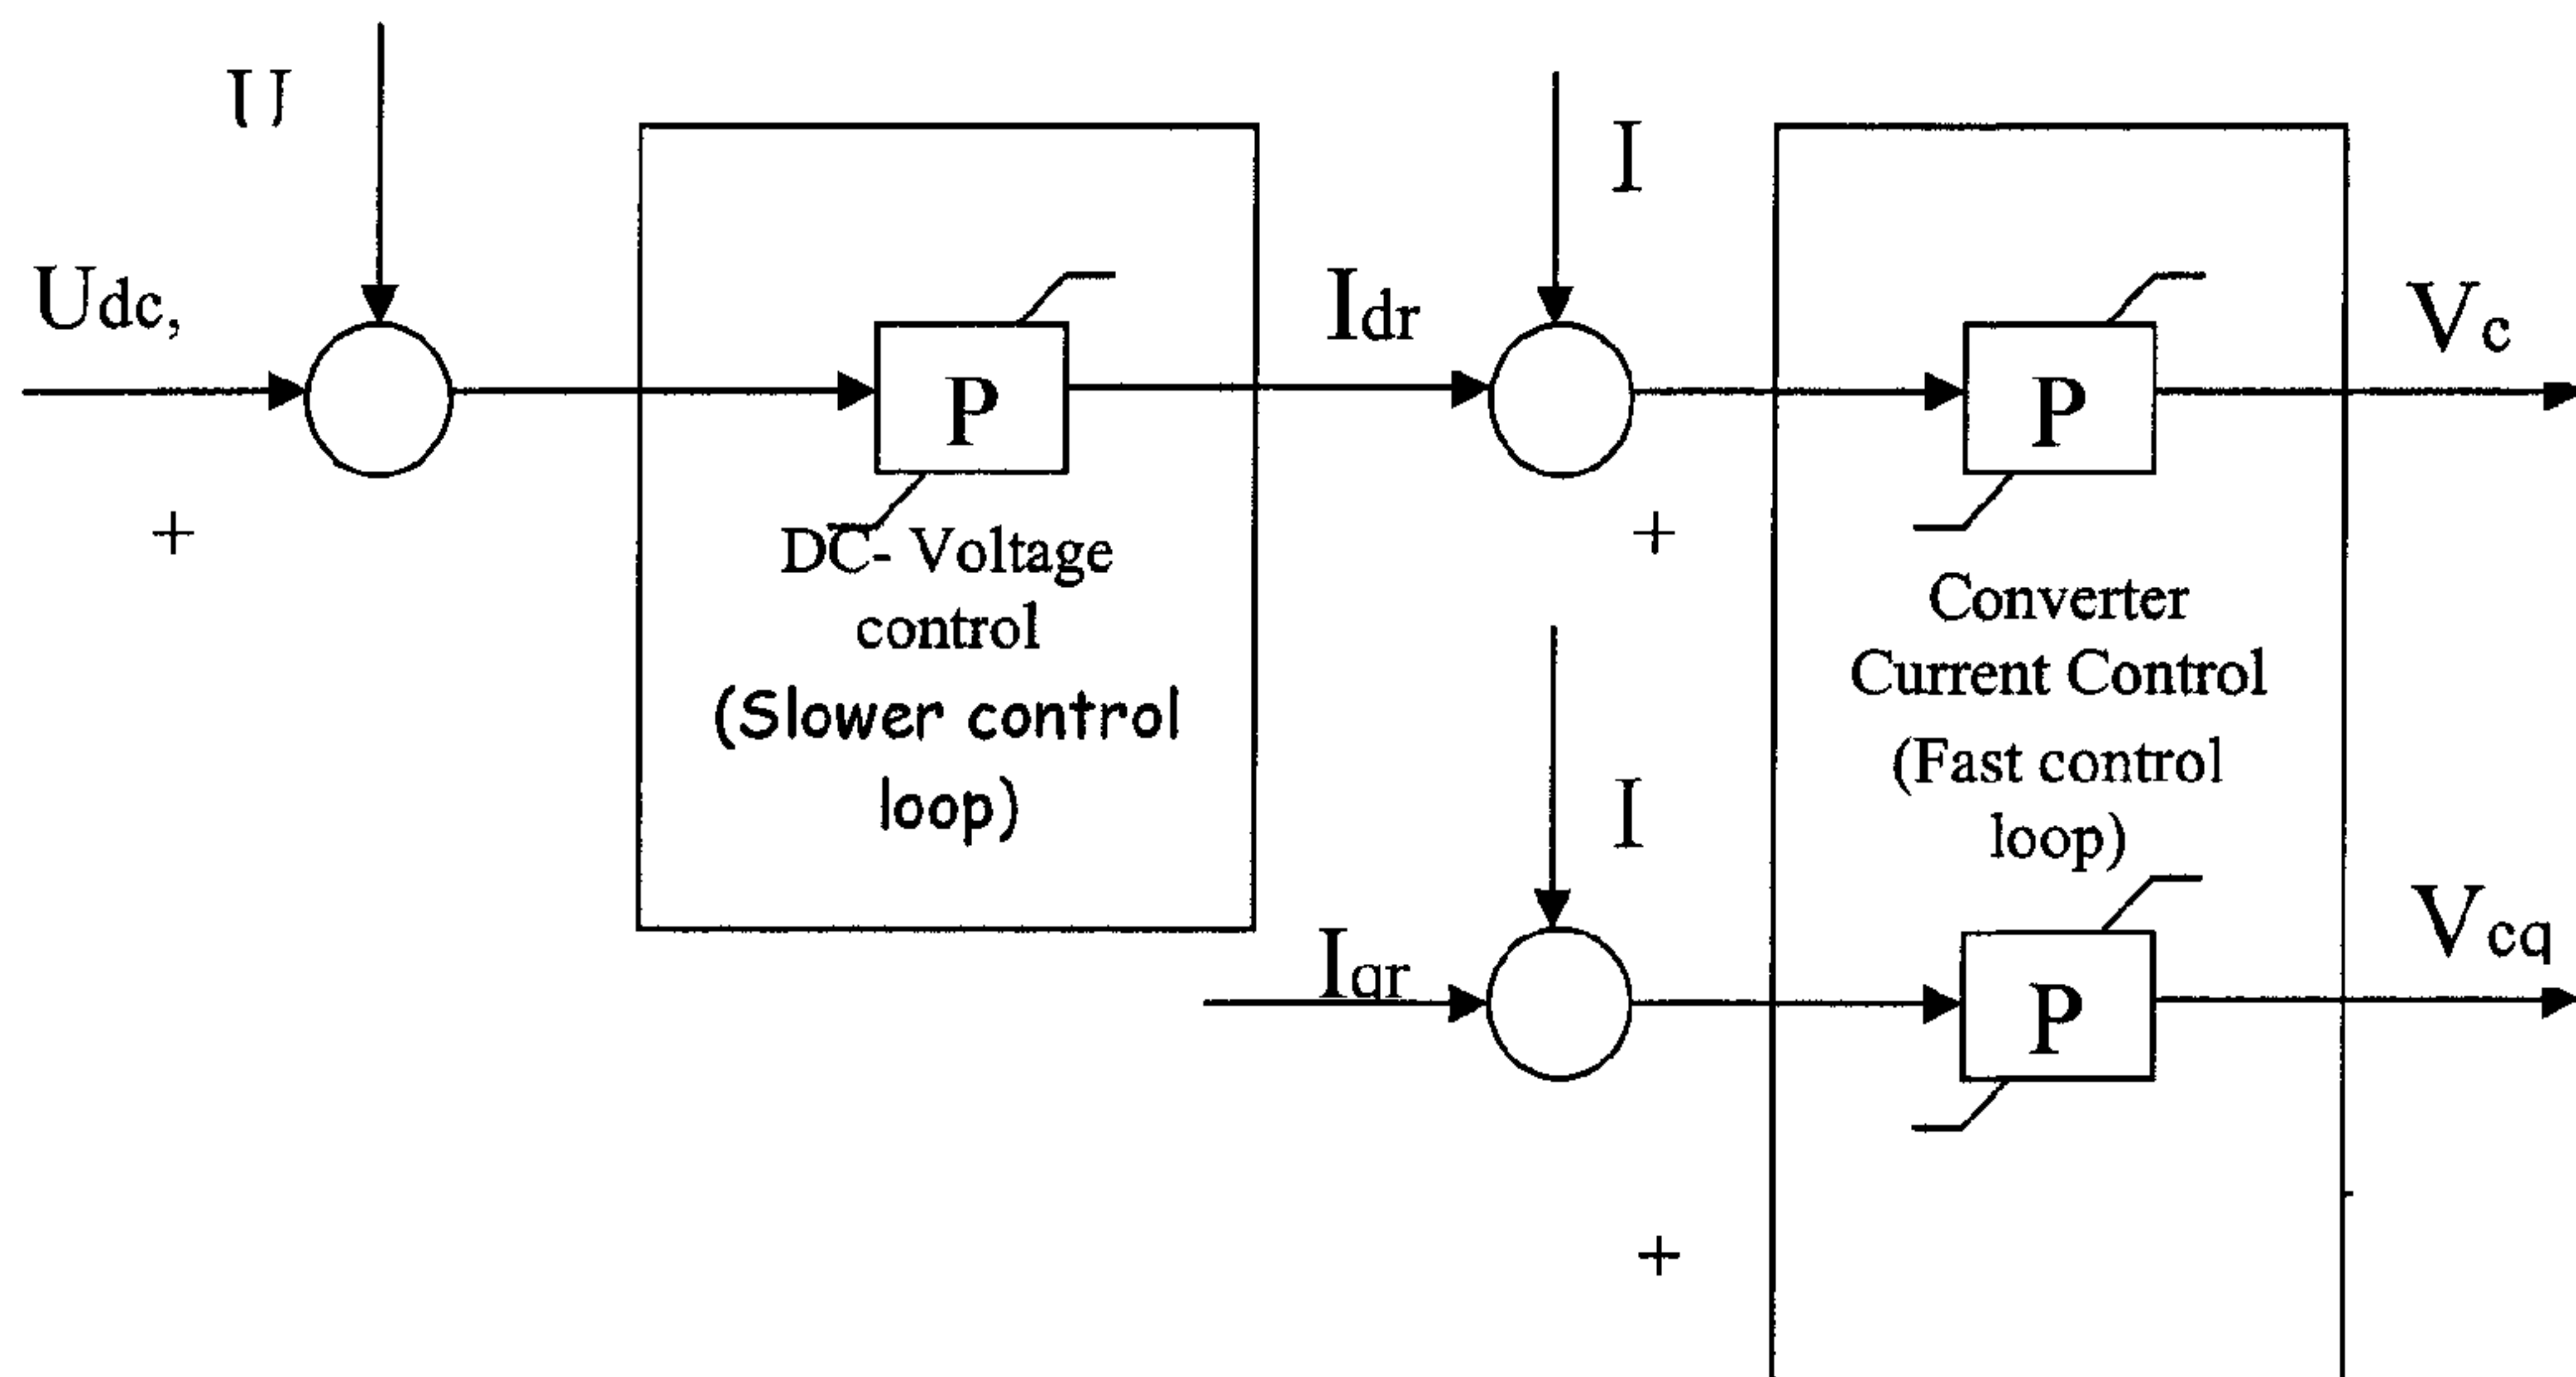 U
I
Udc,
Idr
Vc
P
P
+
+
DC- Voltage
control
(Slower control
loop)
Converter
Current Control
(Fast control
loop)
I
Iqr
Vcq
P
+